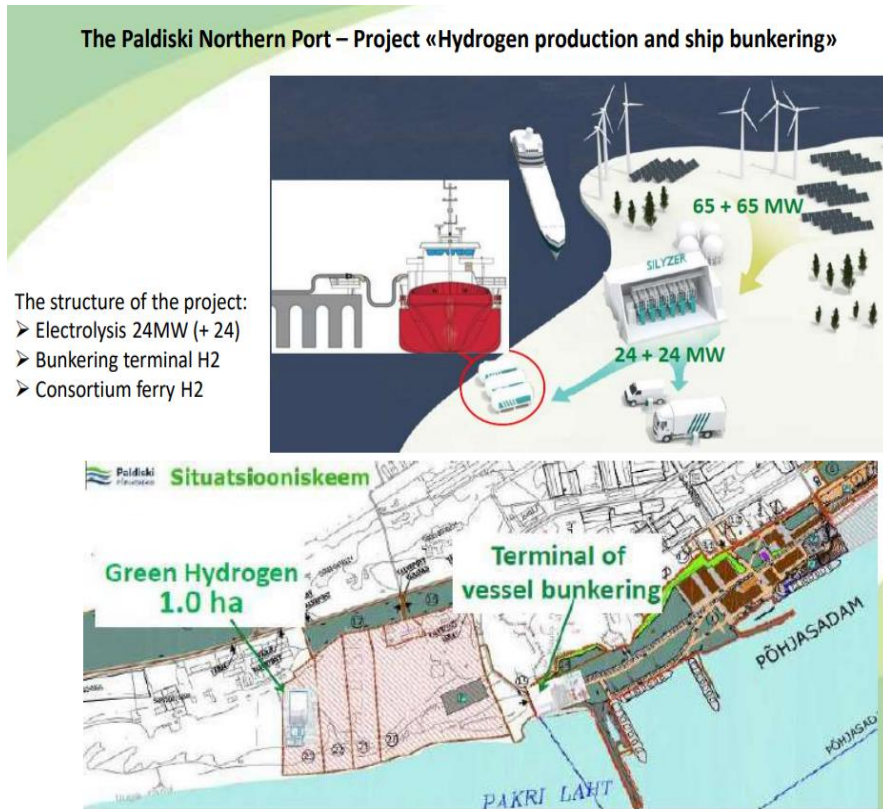 The Paldiski Northern Port – Project «Hydrogen production and ship bunkering»
65 + 65 MW
SILYZER
24 + 24 MW
The structure of the project:
➢ Electrolysis 24MW (+ 24)
➢ Bunkering terminal H2
➢ Consortium ferry H2
Paldiski
Situatsiooniskeem
Green Hydrogen
1.0 ha
Terminal of
vessel bunkering
PÕHJASADAM
PÕHJASADAM
PAKRI LAHT